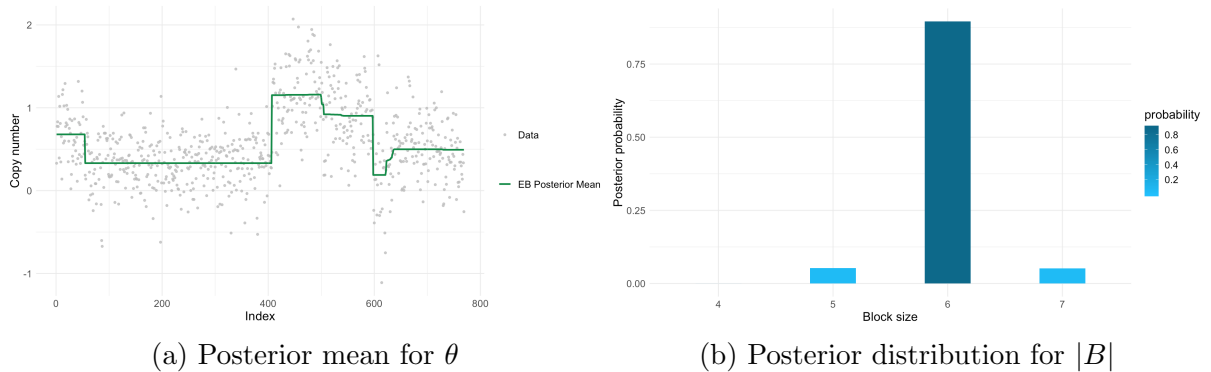 2
1
0
-1
Copy number
0
200
400
600
800
Index
Data
EB Posterior Mean
0.75
0.50
0.25
0.00
Posterior probability
4
5
6
7
Block size
probability
0.8
0.6
0.4
0.2
(a) Posterior mean for θ
(b) Posterior distribution for |B|